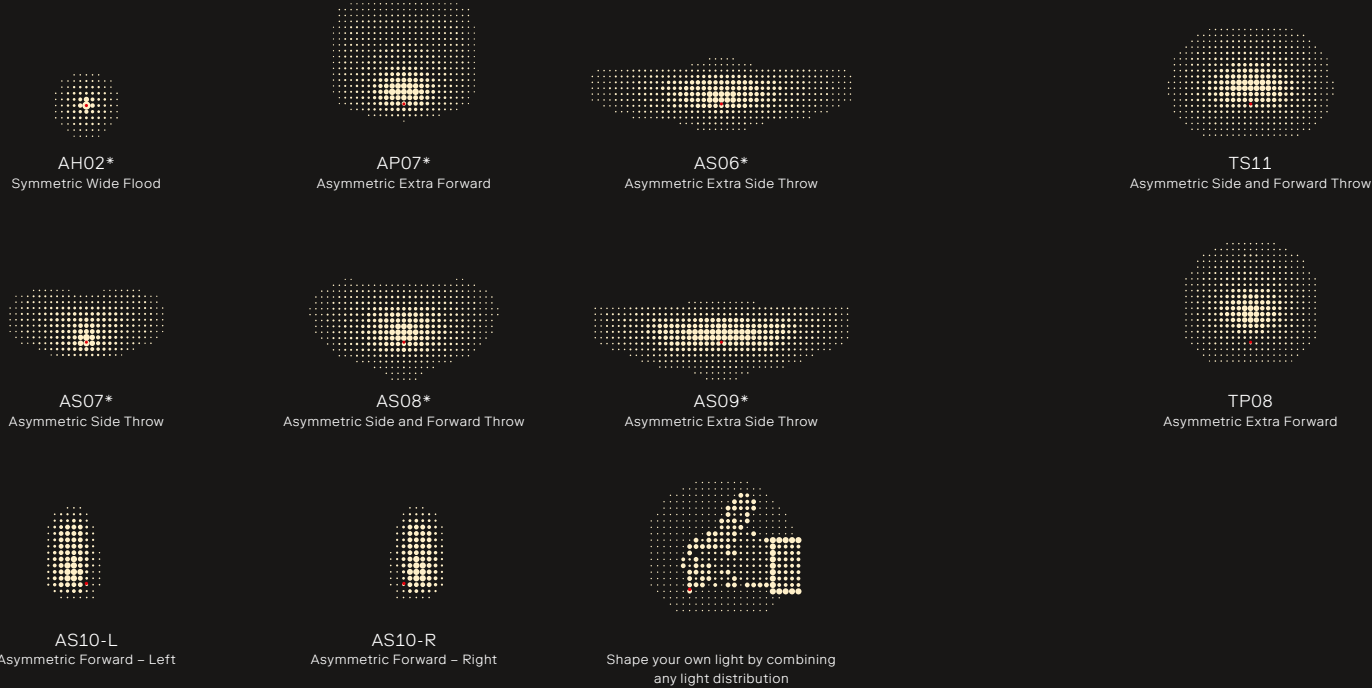 AH02*
Symmetric Wide Flood
AP07*
Asymmetric Extra Forward
AS06*
Asymmetric Extra Side Throw
TS11
Asymmetric Side and Forward Throw
AS07*
Asymmetric Side Throw
AS08*
Asymmetric Side and Forward Throw
AS09*
Asymmetric Extra Side Throw
TP08
Asymmetric Extra Forward
AS10-L
Asymmetric Forward – Left
AS10-R
Asymmetric Forward – Right
Shape your own light by combining
any light distribution